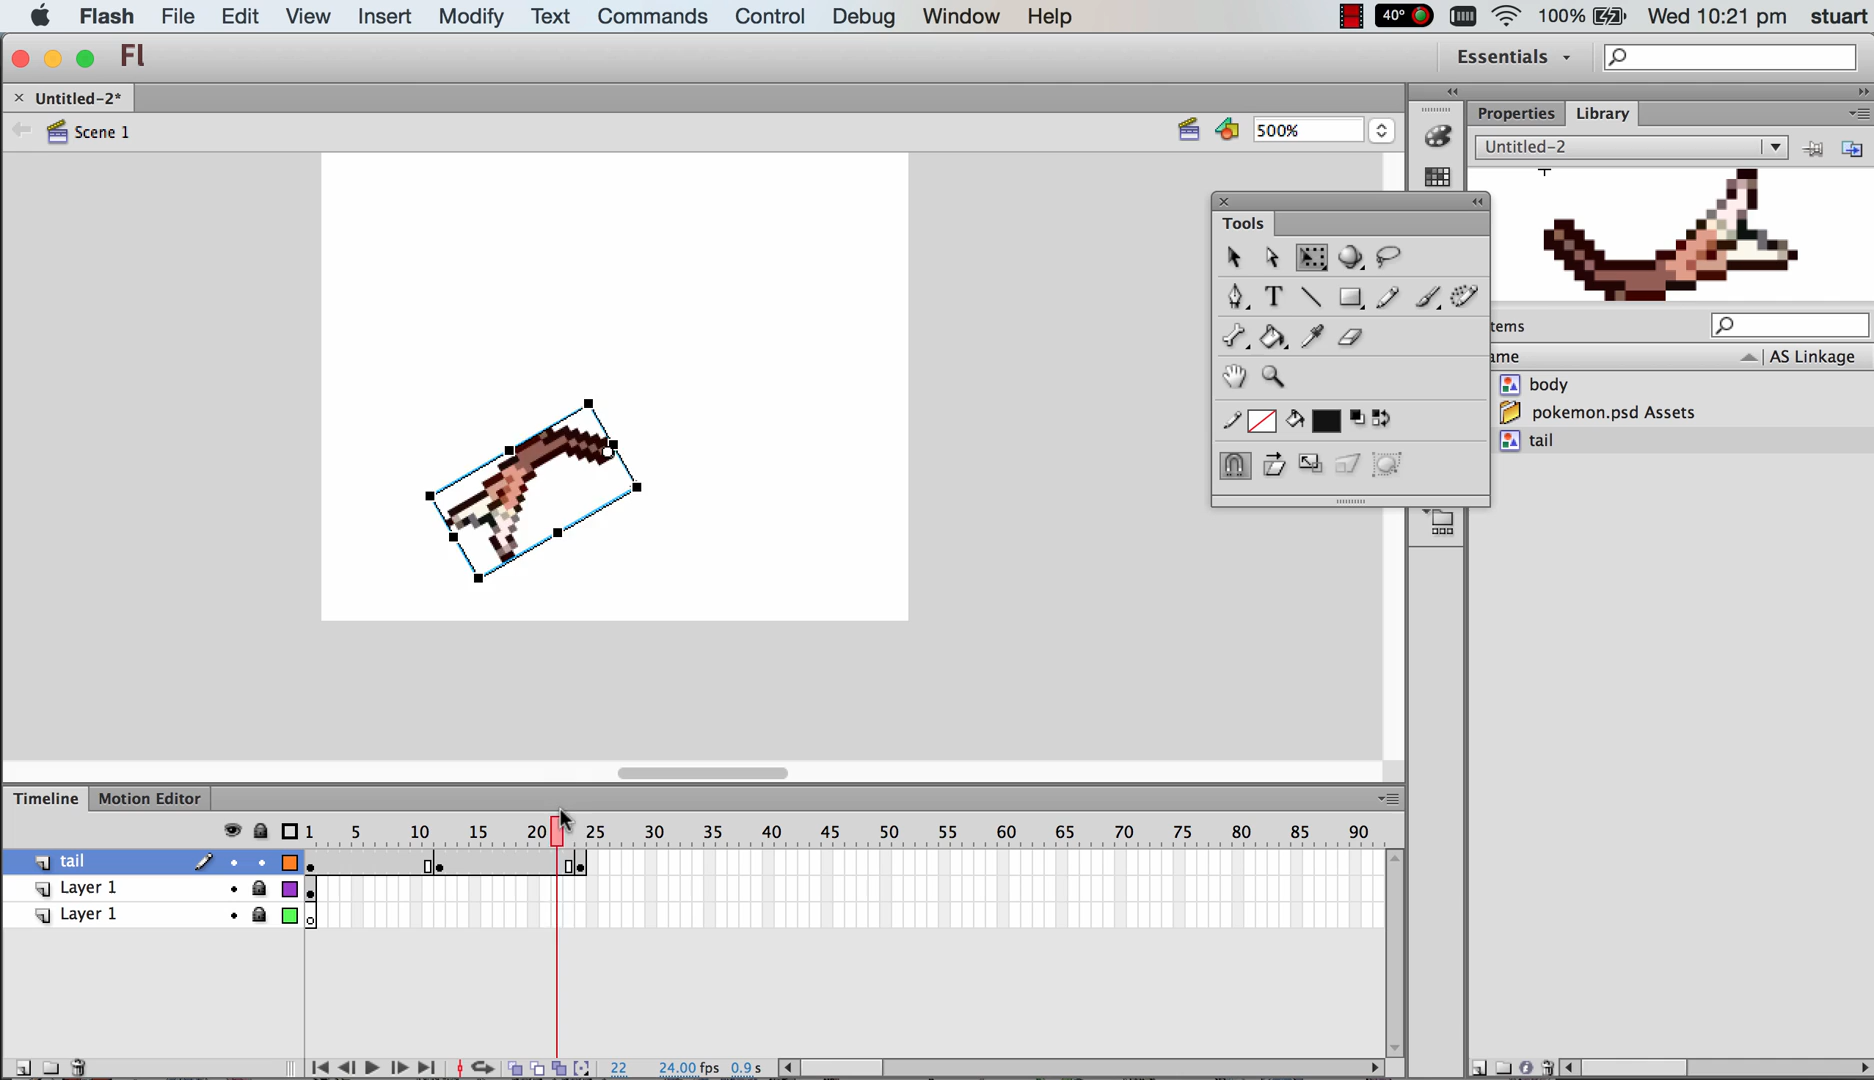 Flash File Edit View Insert Modify Text Commands Control Debug Window Help 40° 100% Wed 10:21 pm stuart
Fl Essentials
Untitled-2*
Scene 1 500%
Properties Library
Untitled-2
Tools
tems
ame AS Linkage
body
pokemon.psd Assets
tail
Timeline Motion Editor
1 5 10 15 20 25 30 35 40 45 50 55 60 65 70 75 80 85 90
tail
Layer 1
Layer 1
22 24.00 fps 0.9 s